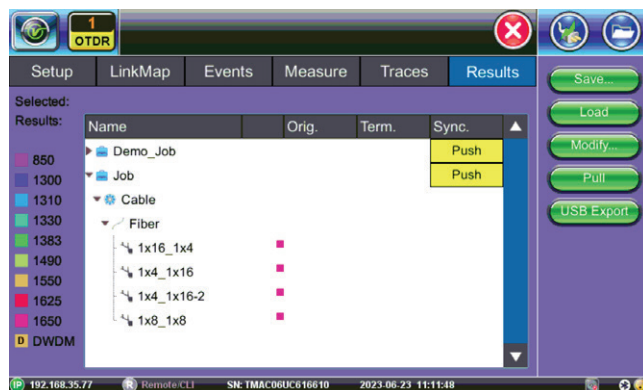 1
OTDR
Setup LinkMap Events Measure Traces Results
Selected:
Results:
Name Orig. Term. Sync.
Demo_Job Push
Job Push
Cable
Fiber
1x16_1x4
1x4_1x16
1x4_1x16-2
1x8_1x8
850
1300
1310
1330
1383
1490
1550
1625
1650
D DWDM
Save...
Load
Modify...
Pull
USB Export
IP 192.168.35.77 R Remote/CLI SN: TMAC06UC616610 2023-06-23 11:11:48